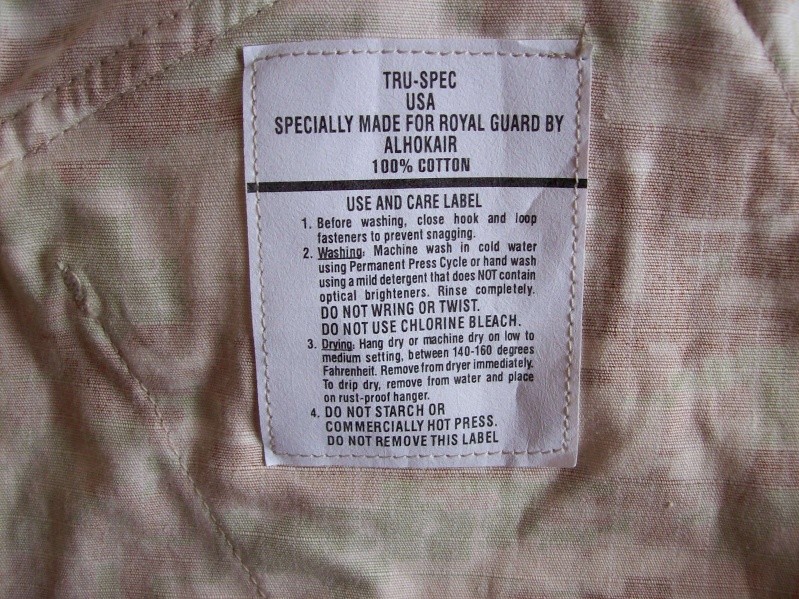 TRU-SPEC
USA
SPECIALLY MADE FOR ROYAL GUARD BY
ALHOKAIR
100% COTTON
USE AND CARE LABEL
1. Before washing, close hook and loop
fasteners to prevent snagging.
2. Washing: Machine wash in cold water
using Permanent Press Cycle or hand wash
using a mild detergent that does NOT contain
optical brighteners. Rinse completely.
DO NOT WRING OR TWIST.
DO NOT USE CHLORINE BLEACH.
3. Drying: Hang dry or machine dry on low to
medium setting, between 140-160 degrees
Fahrenheit. Remove from dryer immediately.
To drip dry, remove from water and place
on rust-proof hanger.
4. DO NOT STARCH OR
COMMERCIALLY HOT PRESS.
DO NOT REMOVE THIS LABEL